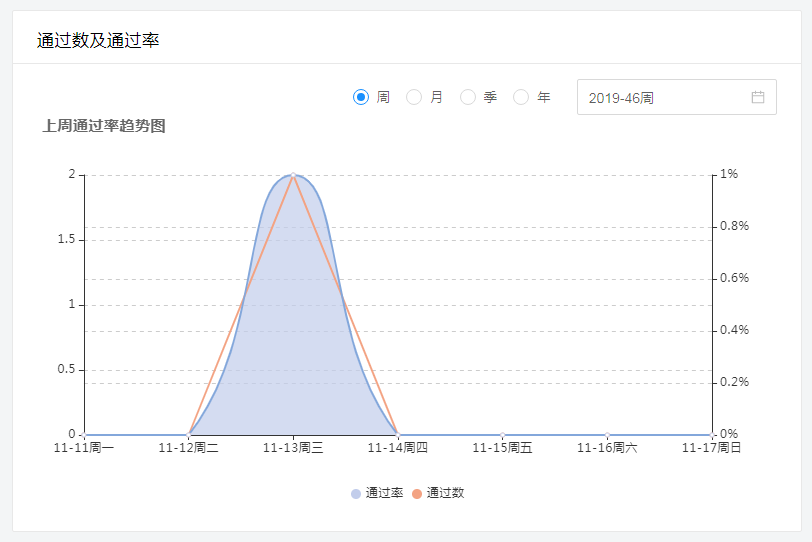 通过数及通过率
周 月 季 年 2019-46周
上周通过率趋势图
2 1%
0.8%
1.5
0.6%
1
0.4%
0.5
0.2%
0 0%
11-11周一 11-12周二 11-13周三 11-14周四 11-15周五 11-16周六 11-17周日
通过率 通过数